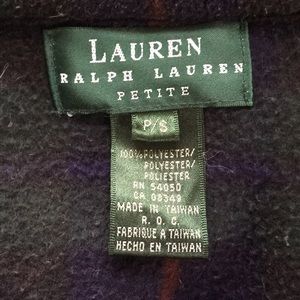 LAUREN
RALPH LAUREN
PETITE
P/S
100% POLYESTER/
POLYESTER/
POLIESTER
RN 54050
CA 03349
MADE IN TAIWAN
R. O. C.
FABRIQUE A TAIWAN
HECHO EN TAIWAN